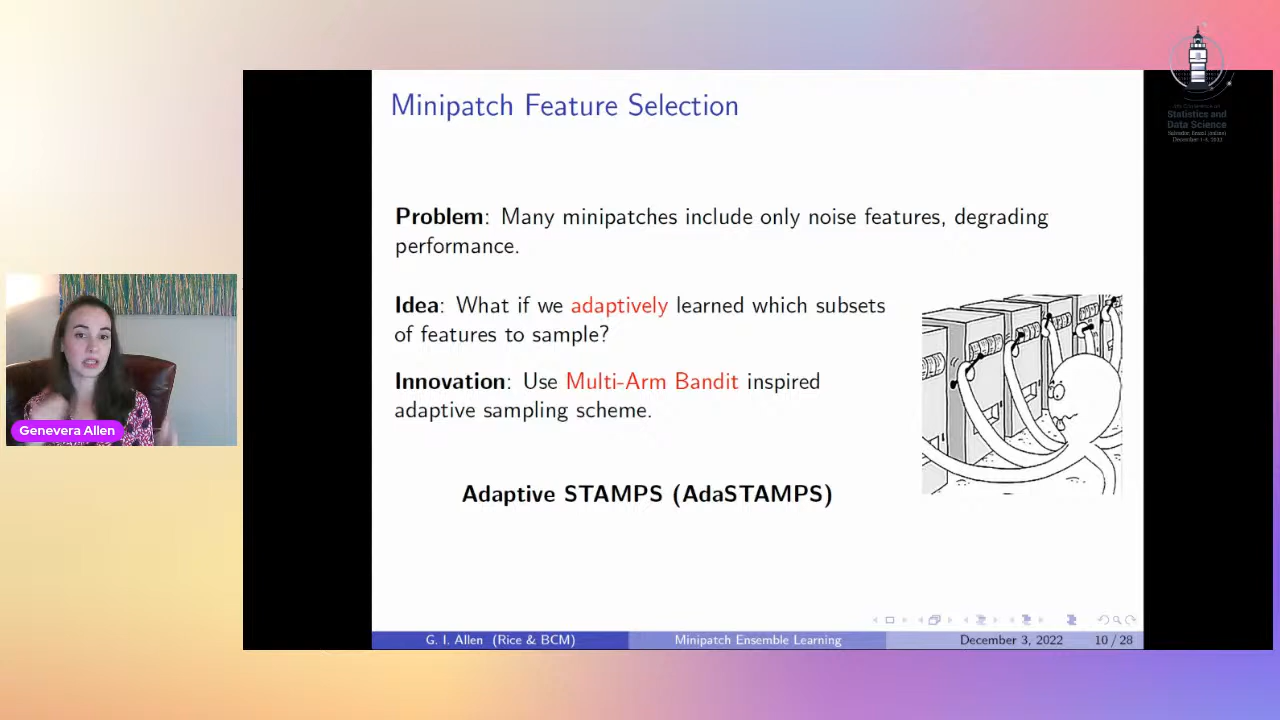 Minipatch Feature Selection
Problem: Many minipatches include only noise features, degrading
performance.
Idea: What if we adaptively learned which subsets
of features to sample?
Innovation: Use Multi-Arm Bandit inspired
adaptive sampling scheme.
Adaptive STAMPS (AdaSTAMPS)
G. I. Allen (Rice & BCM)
Minipatch Ensemble Learning
December 3, 2022
10 / 28
Genevera Allen
Statistics and
Data Science